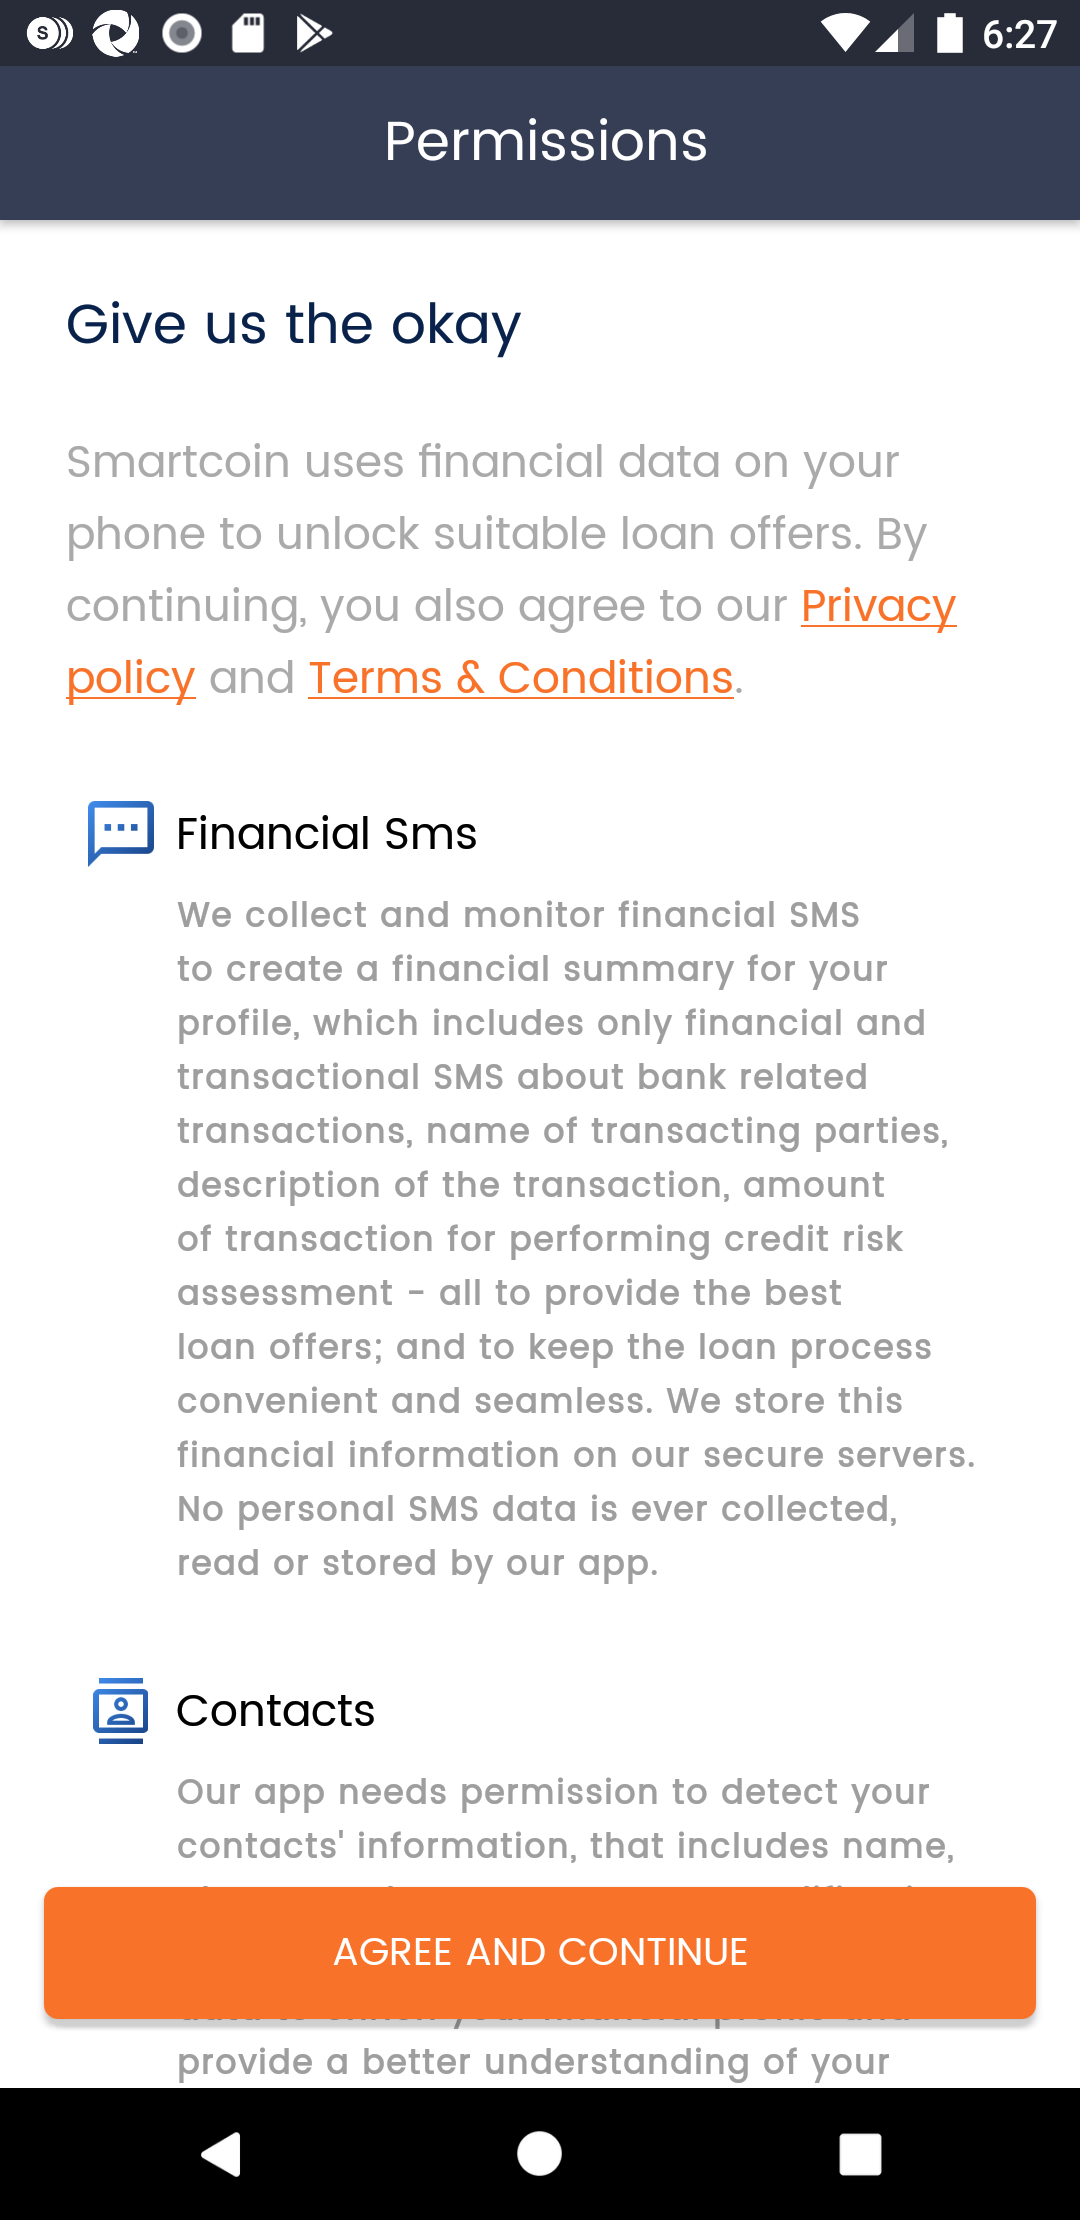 6:27
Permissions
Give us the okay
Smartcoin uses financial data on your
phone to unlock suitable loan offers. By
continuing, you also agree to our Privacy
policy and Terms & Conditions.
Financial Sms
We collect and monitor financial SMS
to create a financial summary for your
profile, which includes only financial and
transactional SMS about bank related
transactions, name of transacting parties,
description of the transaction, amount
of transaction for performing credit risk
assessment - all to provide the best
loan offers; and to keep the loan process
convenient and seamless. We store this
financial information on our secure servers.
No personal SMS data is ever collected,
read or stored by our app.
Contacts
Our app needs permission to detect your
contacts' information, that includes name,
AGREE AND CONTINUE
provide a better understanding of your